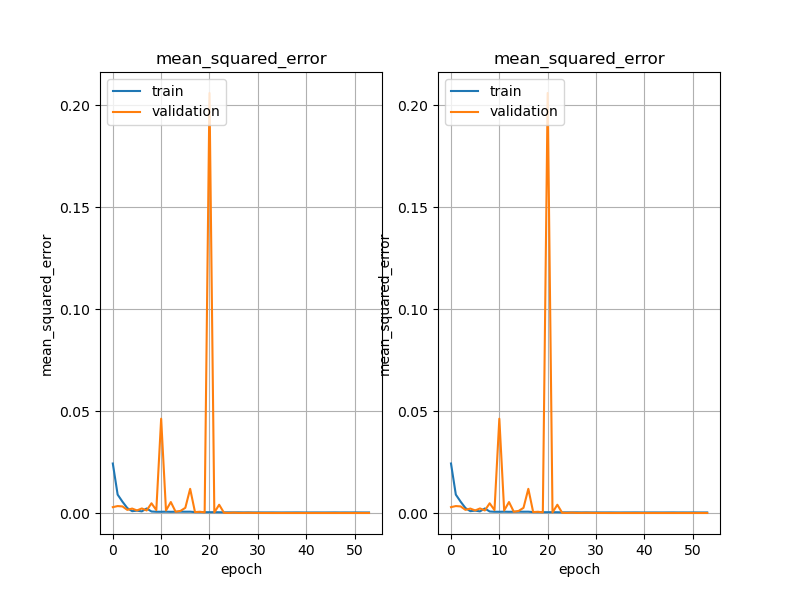 mean_squared_error
train
validation
mean_squared_error
0.20
0.15
0.10
0.05
0.00
0 10 20 30 40 50
epoch
mean_squared_error
train
validation
mean_squared_error
0.20
0.15
0.10
0.05
0.00
0 10 20 30 40 50
epoch